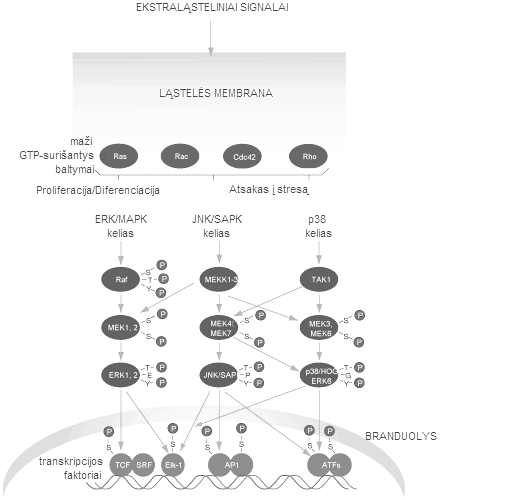 EKSTRALĄSTELINIAI SIGNALAI
LĄSTELĖS MEMBRANA
maži
GTP-surišantys
baltymai
Ras
Rac
Cdc42
Rho
Proliferacija/Diferenciacija
Atsakas į stresą
ERK/MAPK
kelias
JNK/SAPK
kelias
p38
kelias
Raf
S P
T P
Y P
MEKK1-3
TAK1
MEK1, 2
S P
S P
MEK4,
MEK7
S P
S P
MEK3,
MEK6
S P
S P
ERK1, 2
T P
E
Y P
JNK/SAP
T P
P
Y P
p38/HOG
ERK6
T P
G
Y P
BRANDUOLYS
transkripcijos
faktoriai
P
S
TCF
SRF
P
S
Elk-1
P P
S S
AP1
P P
S S
ATFs